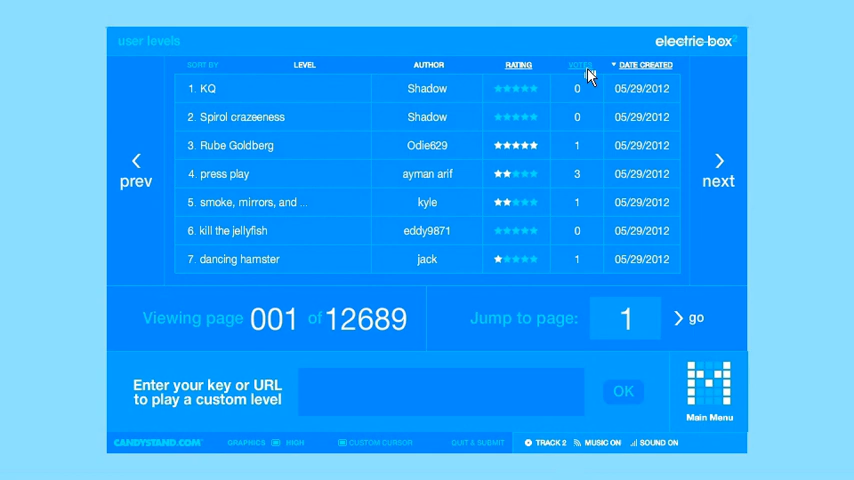 user levels
electric-box²
SORT BY LEVEL AUTHOR RATING VOTES DATE CREATED
1. KQ Shadow 0 05/29/2012
2. Spirol crazeeness Shadow 0 05/29/2012
3. Rube Goldberg Odie629 1 05/29/2012
4. press play ayman arif 3 05/29/2012
5. smoke, mirrors, and ... kyle 1 05/29/2012
6. kill the jellyfish eddy9871 0 05/29/2012
7. dancing hamster jack 1 05/29/2012
< prev
> next
Viewing page 001 of 12689
Jump to page: 1 > go
Enter your key or URL
to play a custom level
OK
Main Menu
CANDYSTAND.COM GRAPHICS HIGH CUSTOM CURSOR QUIT & SUBMIT TRACK 2 MUSIC ON SOUND ON